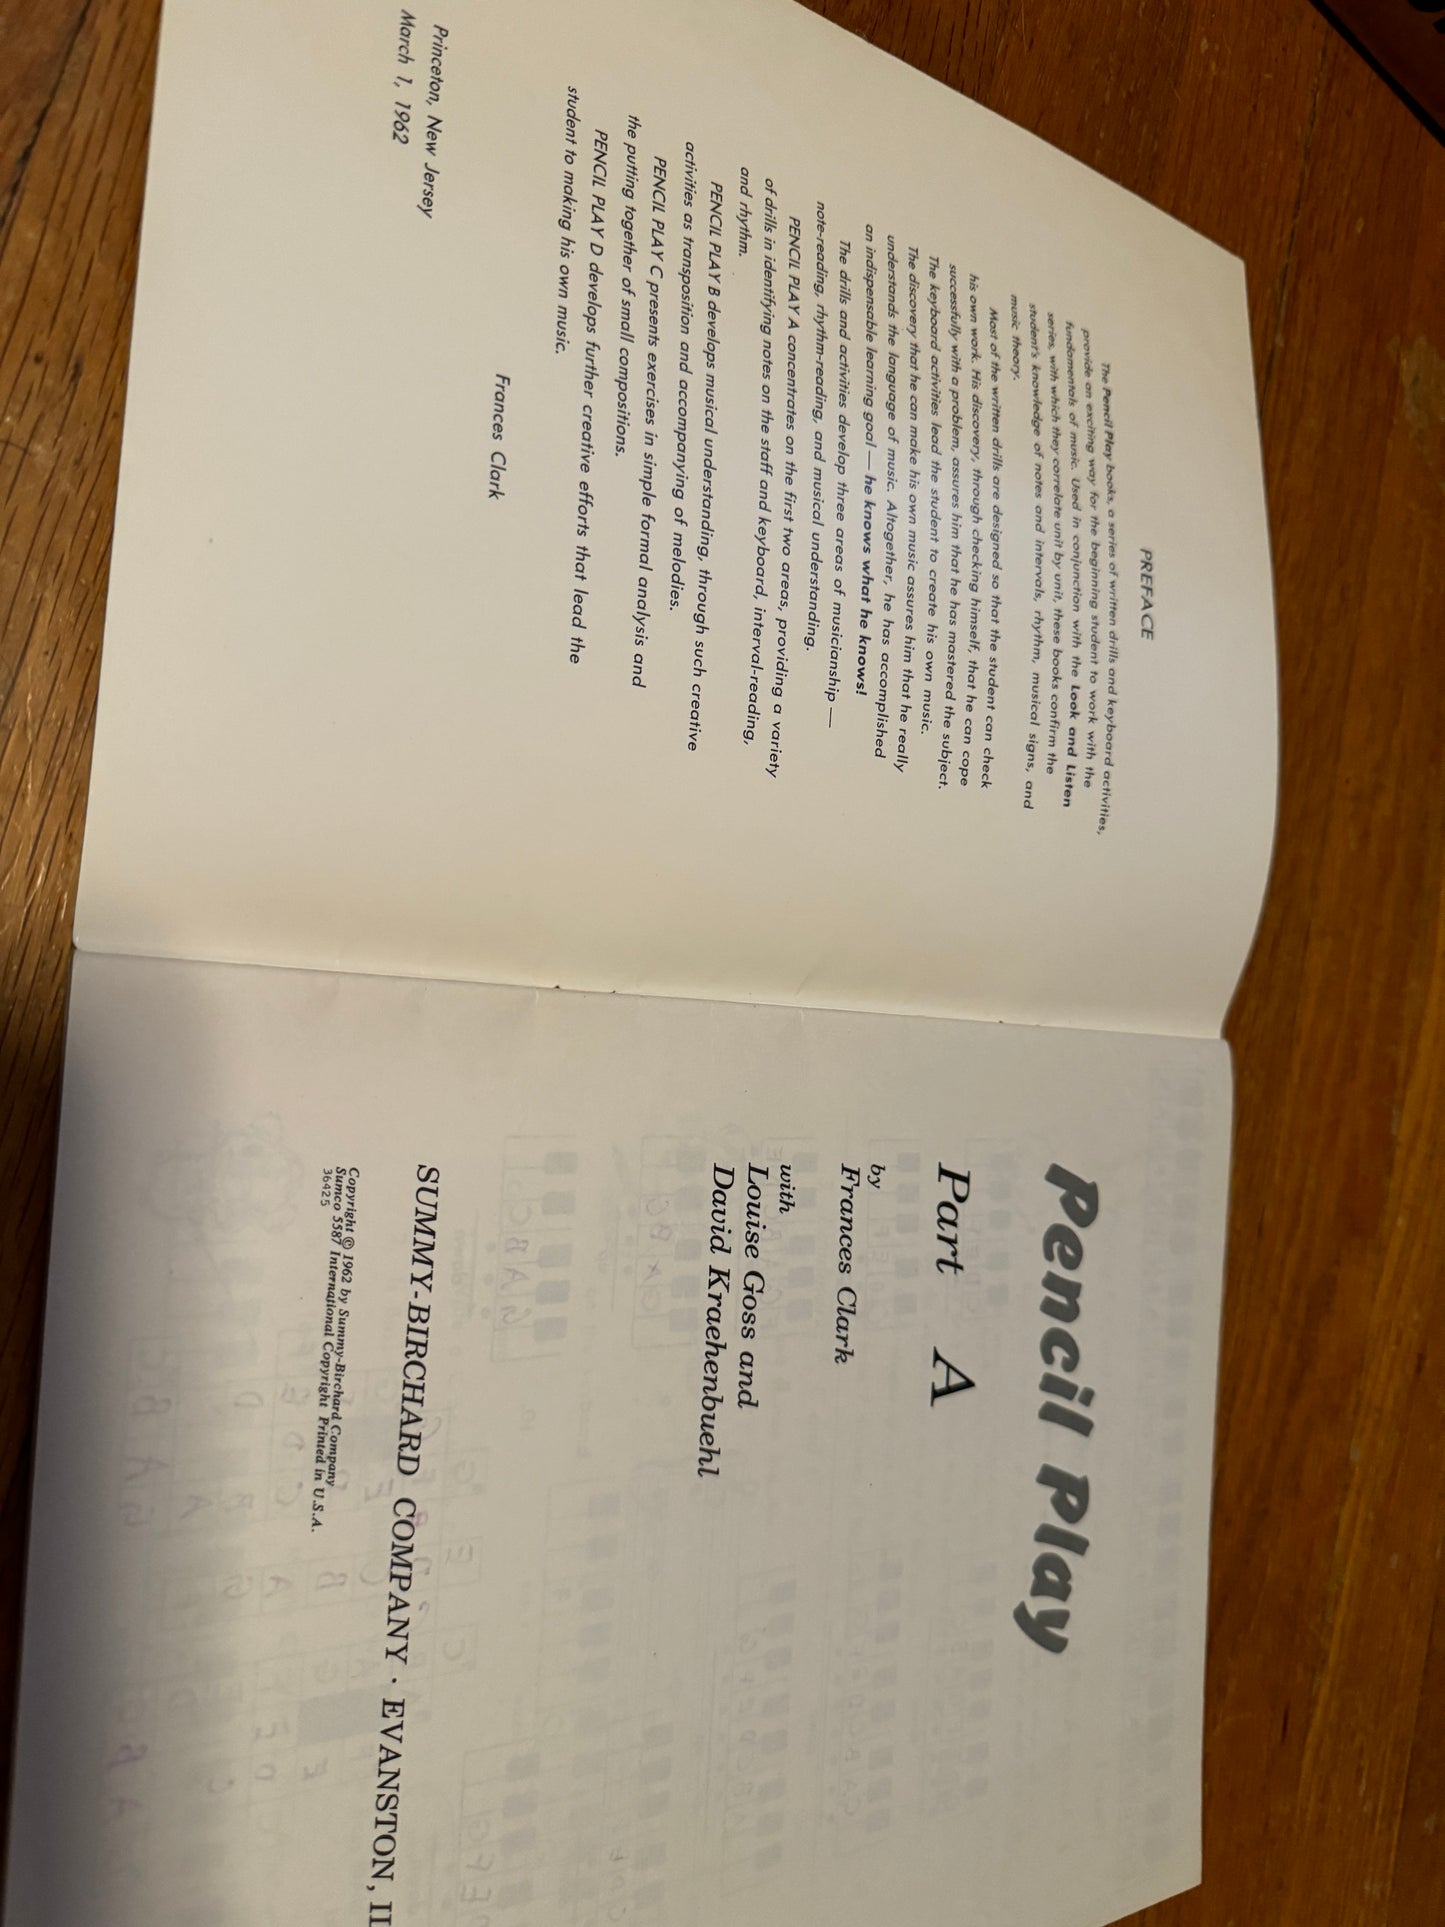 PREFACE
The Pencil Play books, a series of written drills and keyboard activities,
provide an exciting way for the beginning student to work with the
fundamentals of music. Used in conjunction with the Look and Listen
series, with which they correlate unit by unit, these books confirm the
student's knowledge of notes and intervals, rhythm, musical signs, and
music theory.
Most of the written drills are designed so that the student can check
his own work. His discovery, through checking himself, that he can cope
successfully with a problem, assures him that he has mastered the subject.
The keyboard activities lead the student to create his own music.
The discovery that he can make his own music assures him that he really
understands the language of music. Altogether, he has accomplished
an indispensable learning goal — he knows what he knows!
The drills and activities develop three areas of musicianship —
note-reading, rhythm-reading, and musical understanding.
PENCIL PLAY A concentrates on the first two areas, providing a variety
of drills in identifying notes on the staff and keyboard, interval-reading,
and rhythm.
PENCIL PLAY B develops musical understanding, through such creative
activities as transposition and accompanying of melodies.
PENCIL PLAY C presents exercises in simple formal analysis and
the putting together of small compositions.
PENCIL PLAY D develops further creative efforts that lead the
student to making his own music.
Frances Clark
Princeton, New Jersey
March 1, 1962
Pencil Play
Part A
by
Frances Clark
with
Louise Goss and
David Kraehenbuehl
SUMMY-BIRCHARD COMPANY · EVANSTON, IL
Copyright © 1962 by Summy-Birchard Company
Sumco 5587 International Copyright Printed in U.S.A.
36425